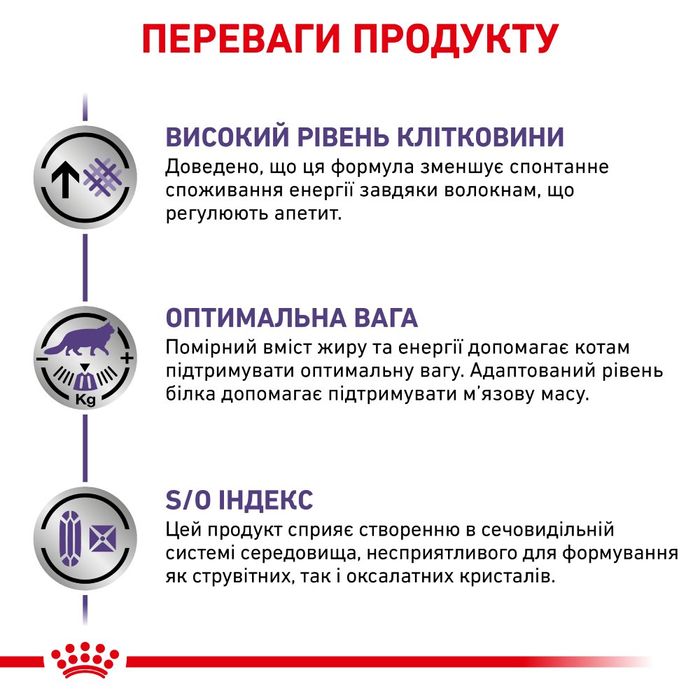 ПЕРЕВАГИ ПРОДУКТУ
ВИСОКИЙ РІВЕНЬ КЛІТКОВИНИ
Доведено, що ця формула зменшує спонтанне
споживання енергії завдяки волокнам, що
регулюють апетит.
ОПТИМАЛЬНА ВАГА
Помірний вміст жиру та енергії допомагає котам
підтримувати оптимальну вагу. Адаптований рівень
білка допомагає підтримувати м’язову масу.
Kg
S/O ІНДЕКС
Цей продукт сприяє створенню в сечовидільній
системі середовища, несприятливого для формування
як струвітних, так і оксалатних кристалів.